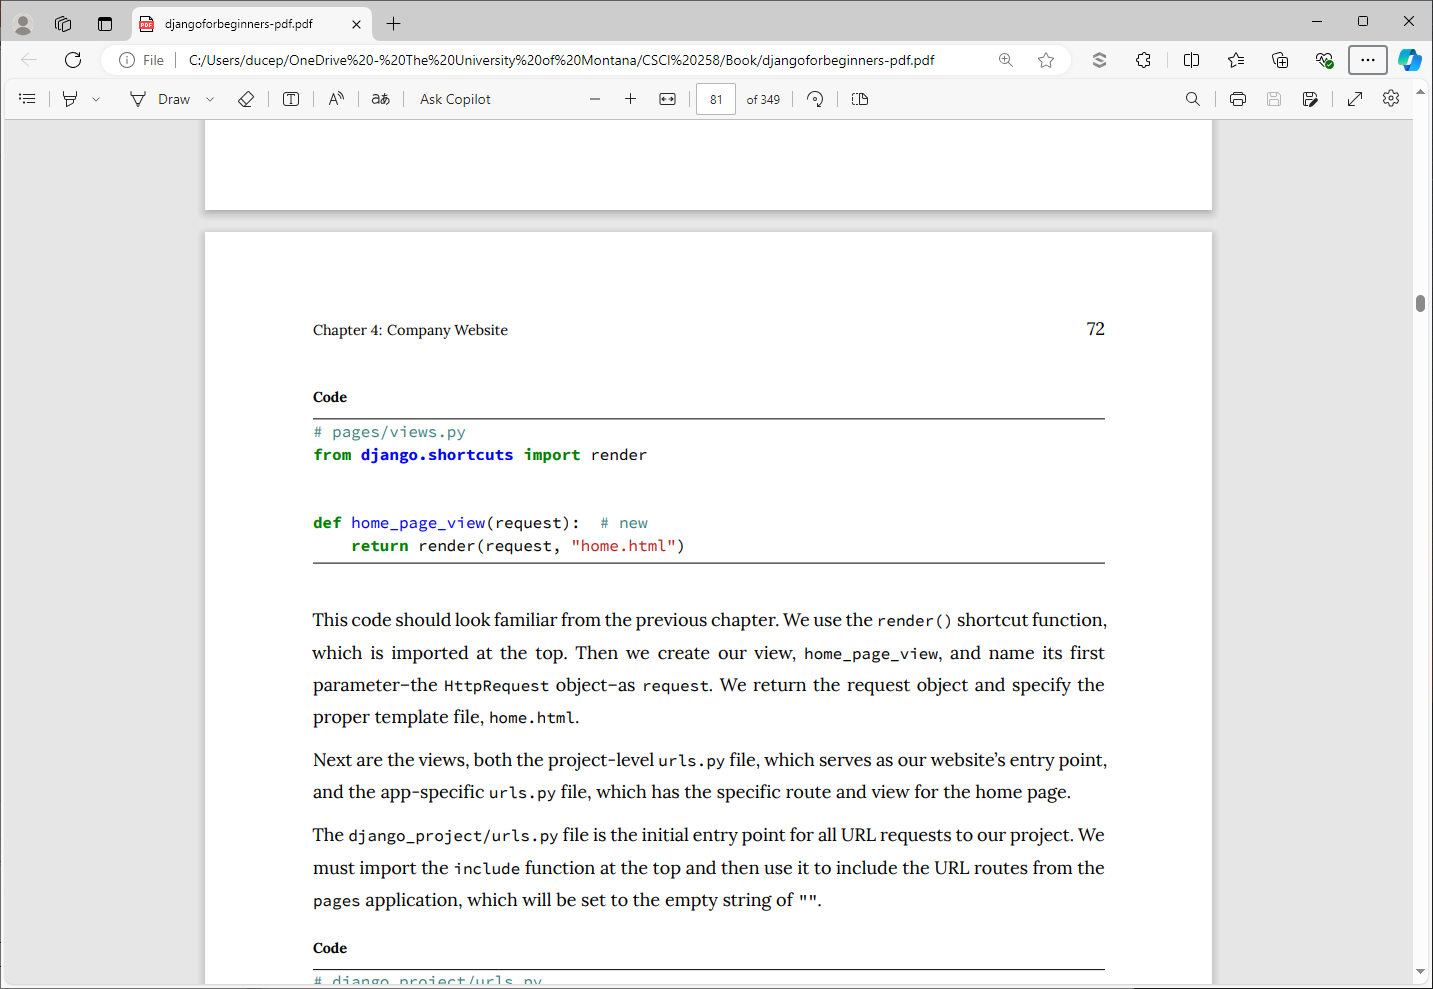 djangoforbeginners-pdf.pdf
File
C:/Users/ducep/OneDrive%20-%20The%20University%20of%20Montana/CSCI%20258/Book/djangoforbeginners-pdf.pdf
Draw
Ask Copilot
81 of 349
Chapter 4: Company Website 72
Code
# pages/views.py
from django.shortcuts import render
def home_page_view(request):  # new
    return render(request, "home.html")
This code should look familiar from the previous chapter. We use the render() shortcut function,
which is imported at the top. Then we create our view, home_page_view, and name its first
parameter–the HttpRequest object–as request. We return the request object and specify the
proper template file, home.html.
Next are the views, both the project-level urls.py file, which serves as our website’s entry point,
and the app-specific urls.py file, which has the specific route and view for the home page.
The django_project/urls.py file is the initial entry point for all URL requests to our project. We
must import the include function at the top and then use it to include the URL routes from the
pages application, which will be set to the empty string of "".
Code
# django_project/urls.py